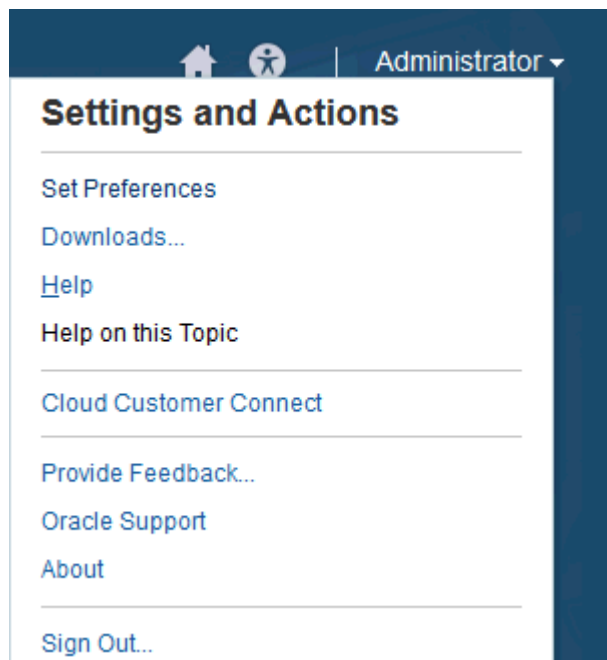 Administrator
Settings and Actions
Set Preferences
Downloads...
Help
Help on this Topic
Cloud Customer Connect
Provide Feedback...
Oracle Support
About
Sign Out...